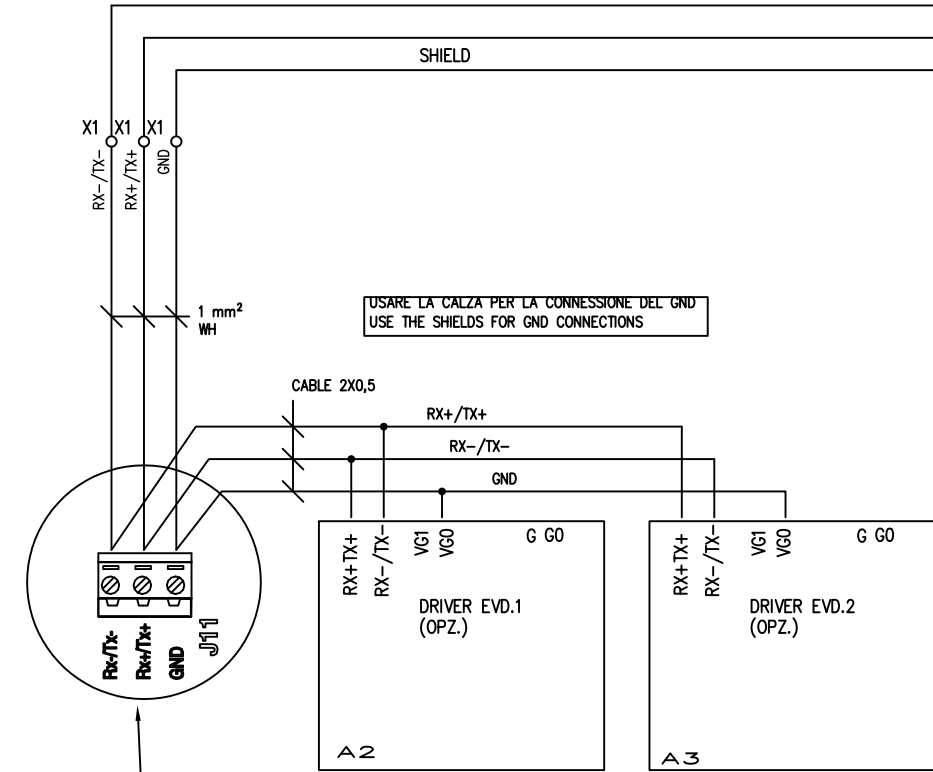 SHIELD
X1 X1 X1
RX-/TX-
RX+/TX+
GND
1 mm²
WH
USARE LA CALZA PER LA CONNESSIONE DEL GND
USE THE SHIELDS FOR GND CONNECTIONS
CABLE 2X0,5
RX+/TX+
RX-/TX-
GND
RX+TX+
RX-/TX-
VG1
VG0
G G0
DRIVER EVD.1
(OPZ.)
A2
RX+TX+
RX-/TX-
VG1
VG0
G G0
DRIVER EVD.2
(OPZ.)
A3
Rx-/Tx-
Rx+/Tx+
GND
J11